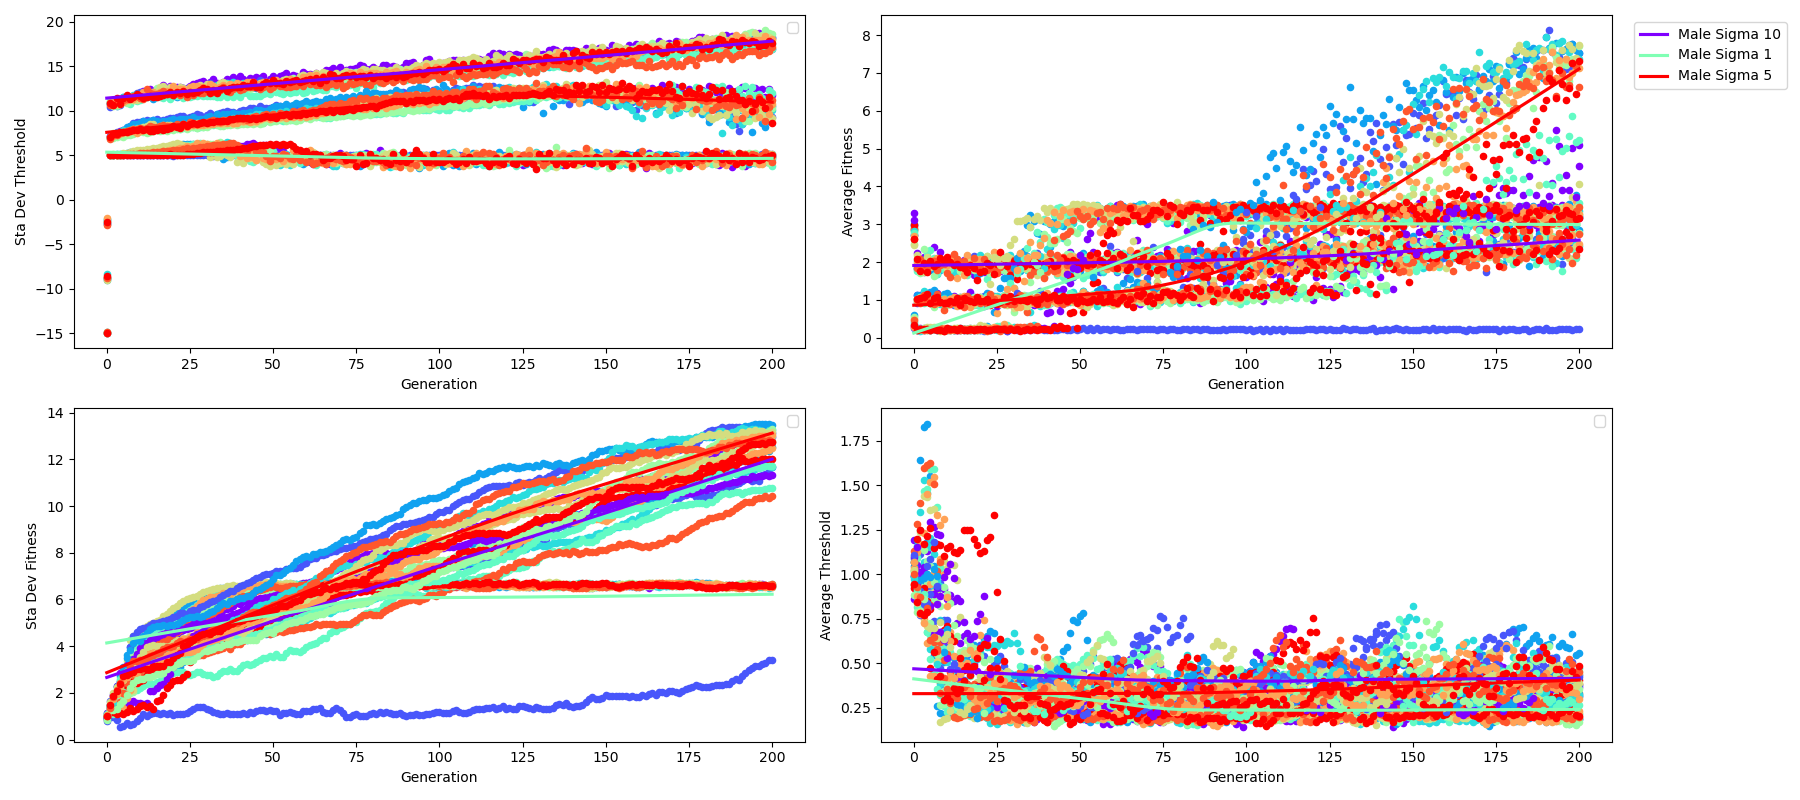 20
15
10
5
0
−5
−10
−15
Sta Dev Threshold
0 25 50 75 100 125 150 175 200
Generation
8
7
6
5
4
3
2
1
0
Average Fitness
0 25 50 75 100 125 150 175 200
Generation
Male Sigma 10
Male Sigma 1
Male Sigma 5
14
12
10
8
6
4
2
0
Sta Dev Fitness
0 25 50 75 100 125 150 175 200
Generation
1.75
1.50
1.25
1.00
0.75
0.50
0.25
Average Threshold
0 25 50 75 100 125 150 175 200
Generation